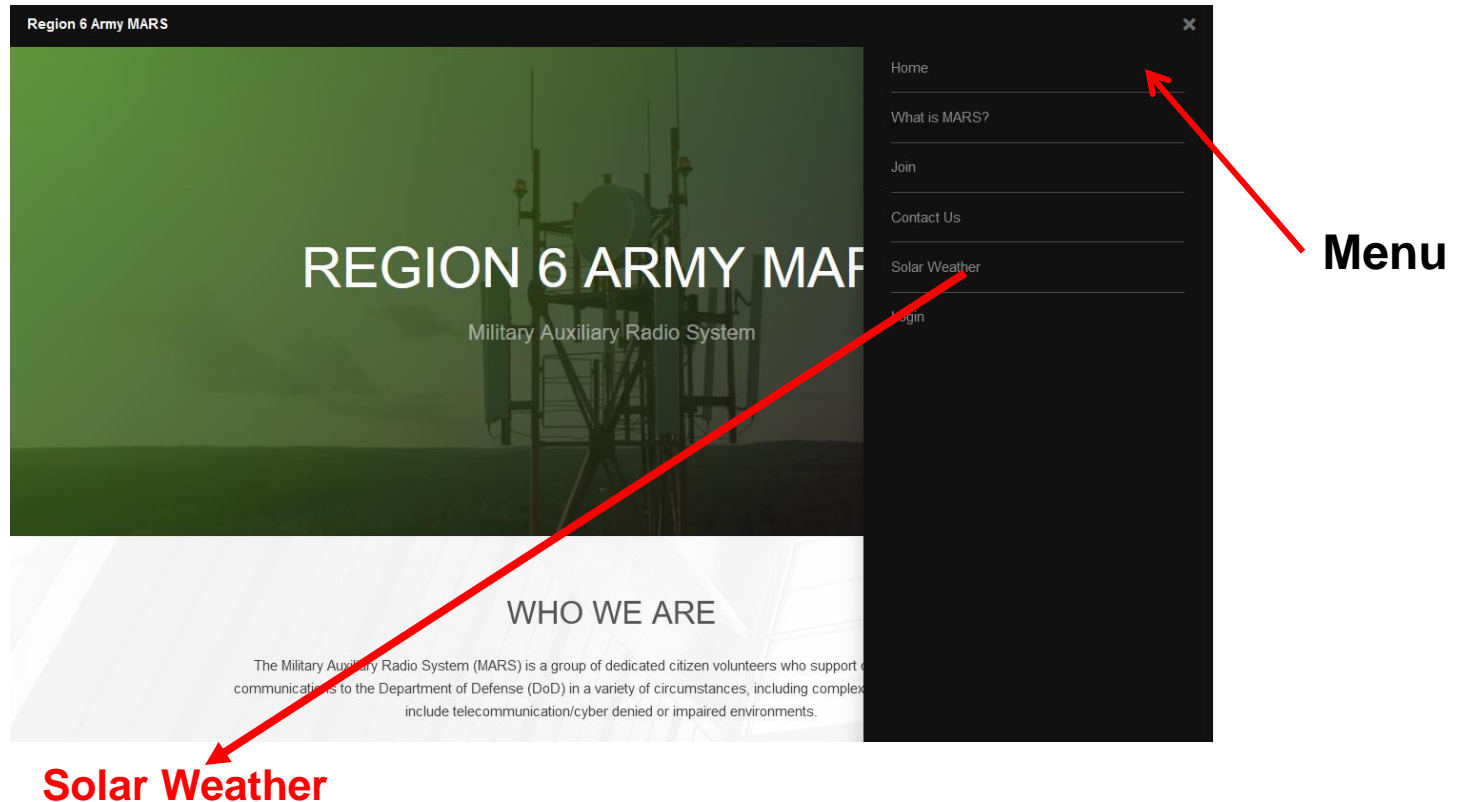 Region 6 Army MARS
Home
What is MARS?
Join
Contact Us
Solar Weather
Login
Menu
REGION 6 ARMY MAR
Military Auxiliary Radio System
WHO WE ARE
The Military Auxiliary Radio System (MARS) is a group of dedicated citizen volunteers who support
communications to the Department of Defense (DoD) in a variety of circumstances, including complex
include telecommunication/cyber denied or impaired environments.
Solar Weather